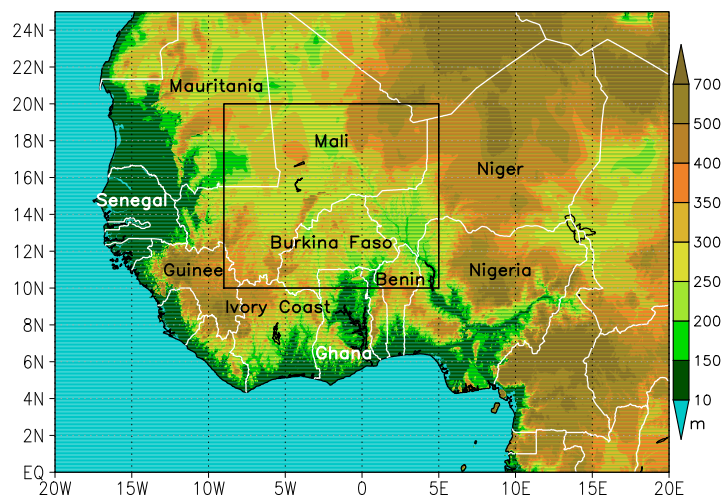 24N
22N
20N
18N
16N
14N
12N
10N
8N
6N
4N
2N
EQ
20W 15W 10W 5W 0 5E 10E 15E 20E
Mauritania
Mali
Niger
Senegal
Burkina Faso
Guinee
Benin
Nigeria
Ivory Coast
Ghana
700
500
400
350
300
250
200
150
10
m